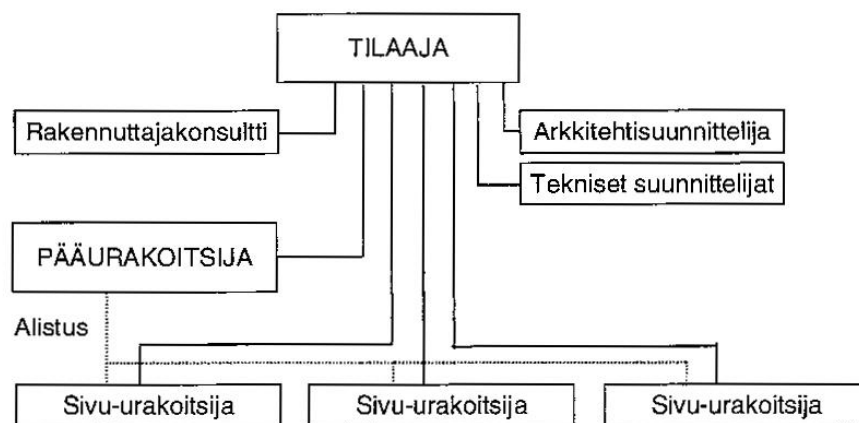 TILAAJA
Rakennuttajakonsultti
Arkkitehtisuunnittelija
Tekniset suunnittelijat
PÄÄURAKOITSIJA
Alistus
Sivu-urakoitsija
Sivu-urakoitsija
Sivu-urakoitsija